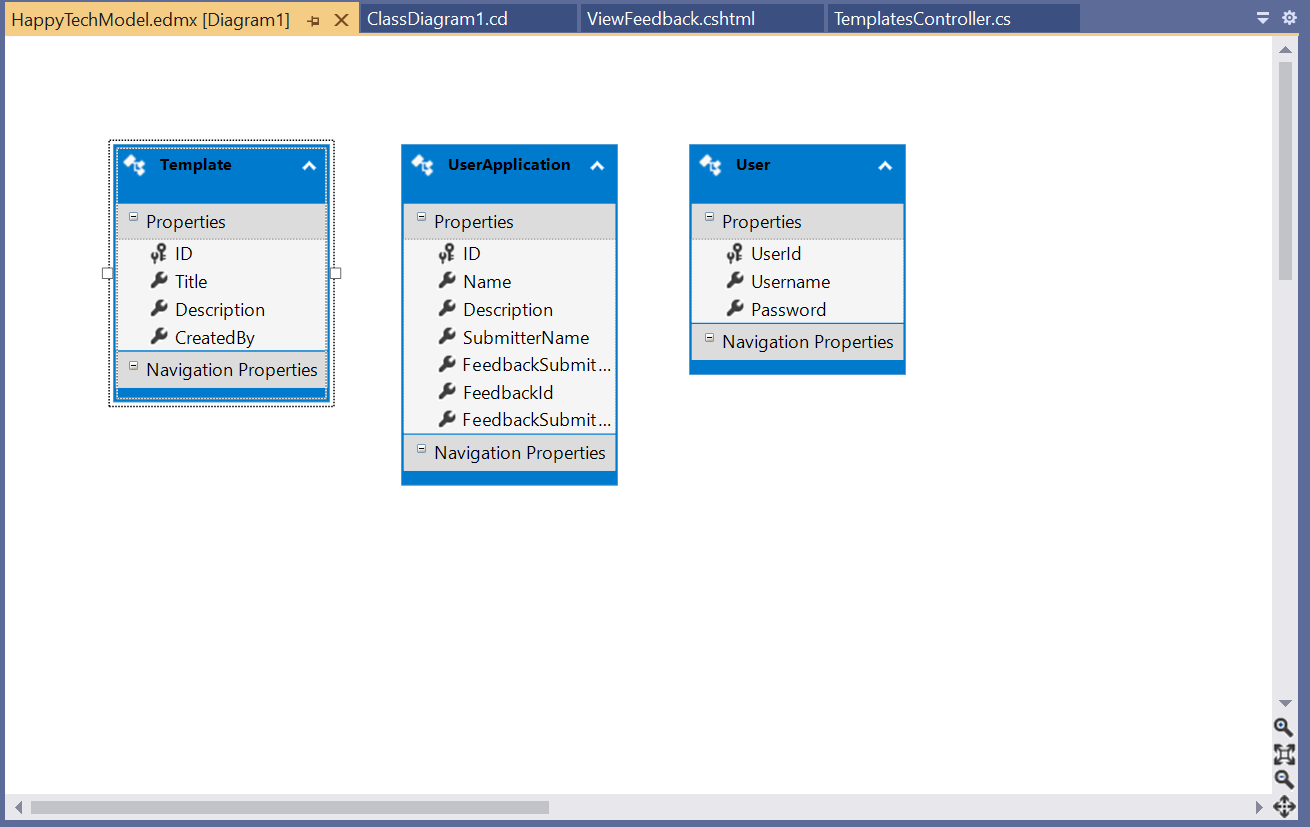 HappyTechModel.edmx [Diagram1]
ClassDiagram1.cd
ViewFeedback.cshtml
TemplatesController.cs
Template
Properties
ID
Title
Description
CreatedBy
Navigation Properties
UserApplication
Properties
ID
Name
Description
SubmitterName
FeedbackSubmit...
FeedbackId
FeedbackSubmit...
Navigation Properties
User
Properties
UserId
Username
Password
Navigation Properties